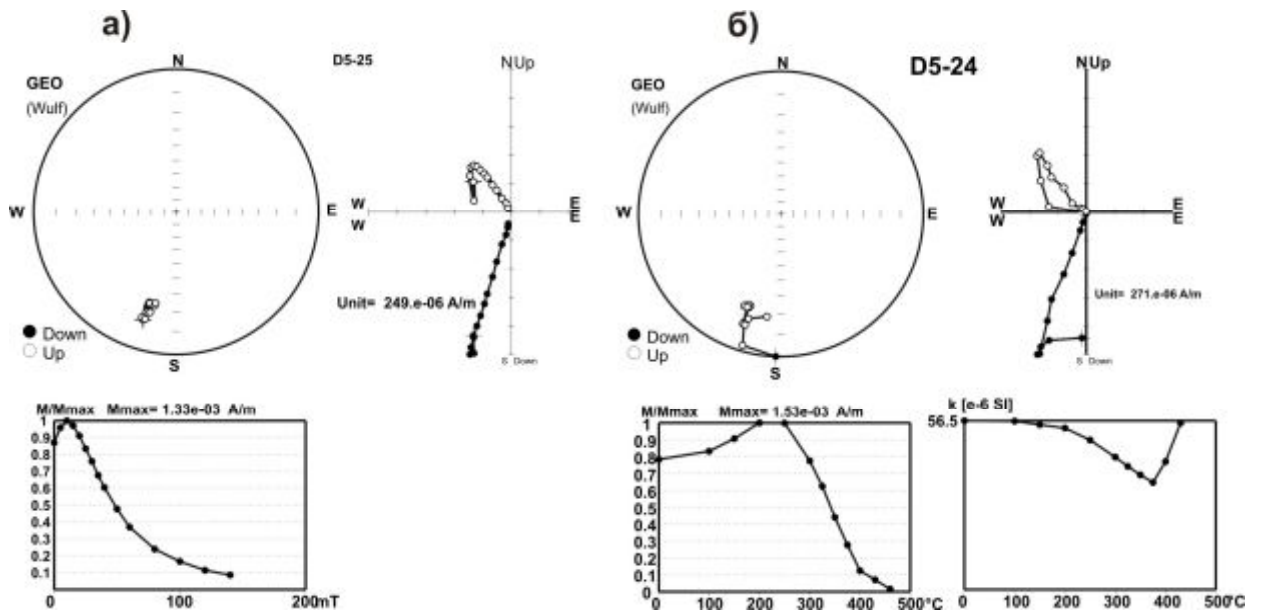 а)
D5-25
N
N Up
GEO
(Wulf)
W
E
W
E
W
E
Unit= 249.e-06 A/m
Down
Up
S
S Down
M/Mmax Mmax= 1.33e-03 A/m
1
0.9
0.8
0.7
0.6
0.5
0.4
0.3
0.2
0.1
0
100
200mT
б)
D5-24
N
N Up
GEO
(Wulf)
W
E
W
E
W
E
Unit= 271.e-06 A/m
Down
Up
S
S Down
M/Mmax Mmax= 1.53e-03 A/m
1
0.9
0.8
0.7
0.6
0.5
0.4
0.3
0.2
0.1
0
0
100
200
300
400
500°C
k [e-6 SI]
56.5
0
100
200
300
400
500°C